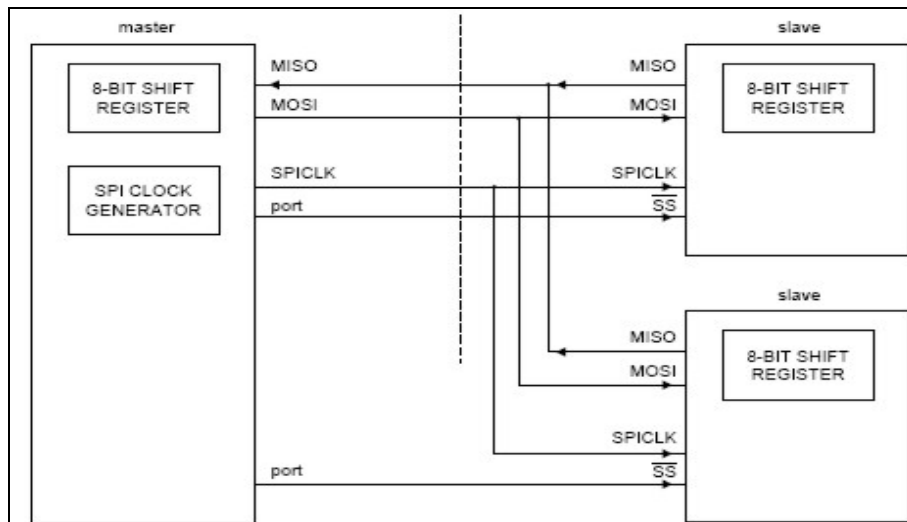 master
slave
MISO
MISO
8-BIT SHIFT
REGISTER
8-BIT SHIFT
REGISTER
MOSI
MOSI
SPICLK
SPICLK
SPI CLOCK
GENERATOR
port
SS
slave
MISO
8-BIT SHIFT
REGISTER
MOSI
SPICLK
port
SS